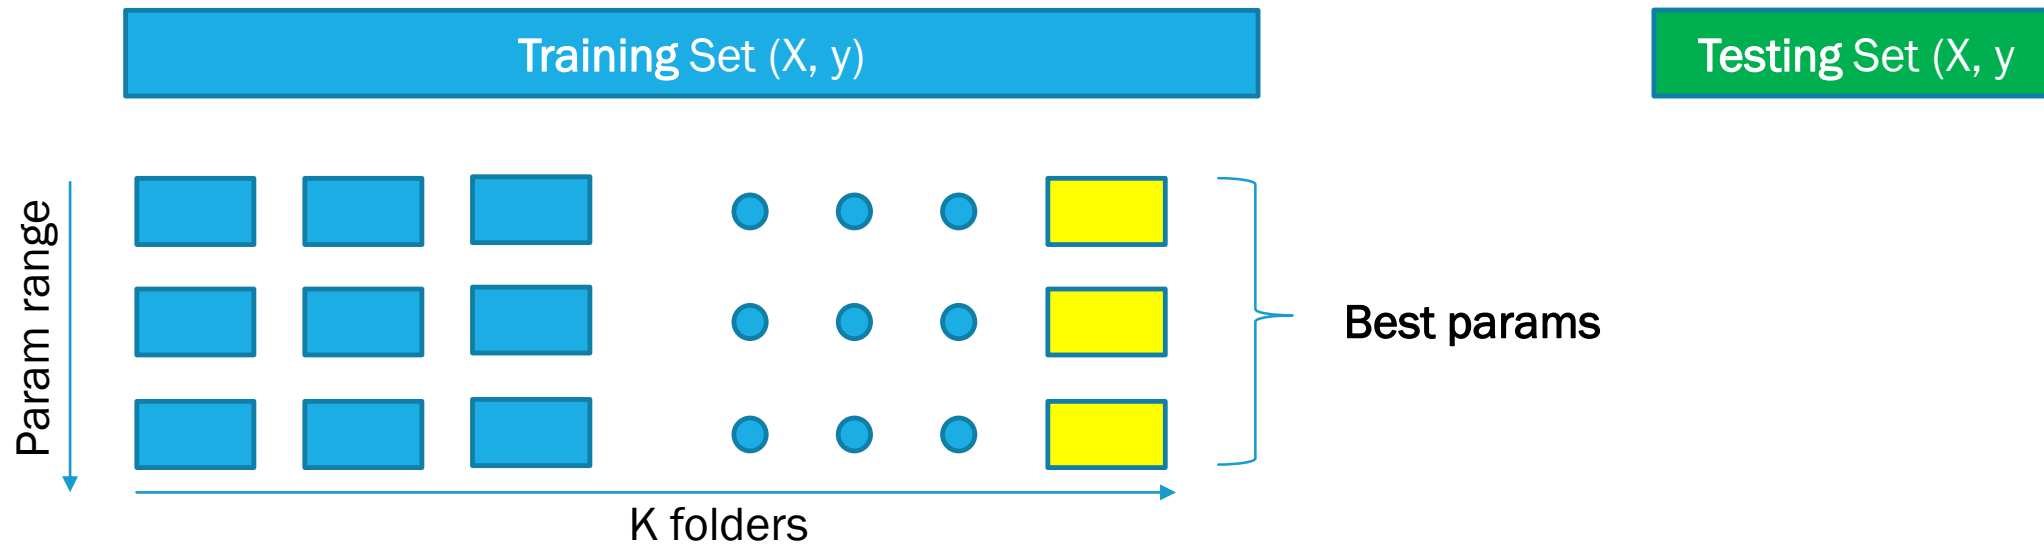 Training Set (X, y)
Testing Set (X, y
Param range
Best params
K folders